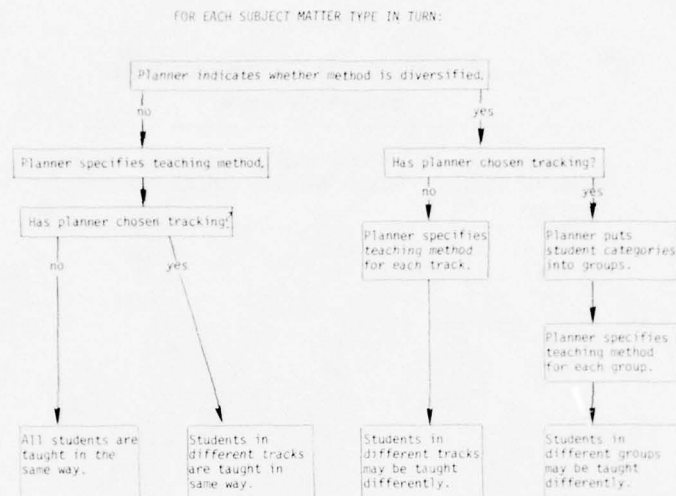 FOR EACH SUBJECT MATTER TYPE IN TURN:
Planner indicates whether method is diversified.
no
yes
Planner specifies teaching method.
Has planner chosen tracking?
Has planner chosen tracking?
no
yes
no
yes
Planner specifies
teaching method
for each track.
Planner puts
student categories
into groups.
Planner specifies
teaching method
for each group.
All students are
taught in the
same way.
Students in
different tracks
are taught in
same way.
Students in
different tracks
may be taught
differently.
Students in
different groups
may be taught
differently.